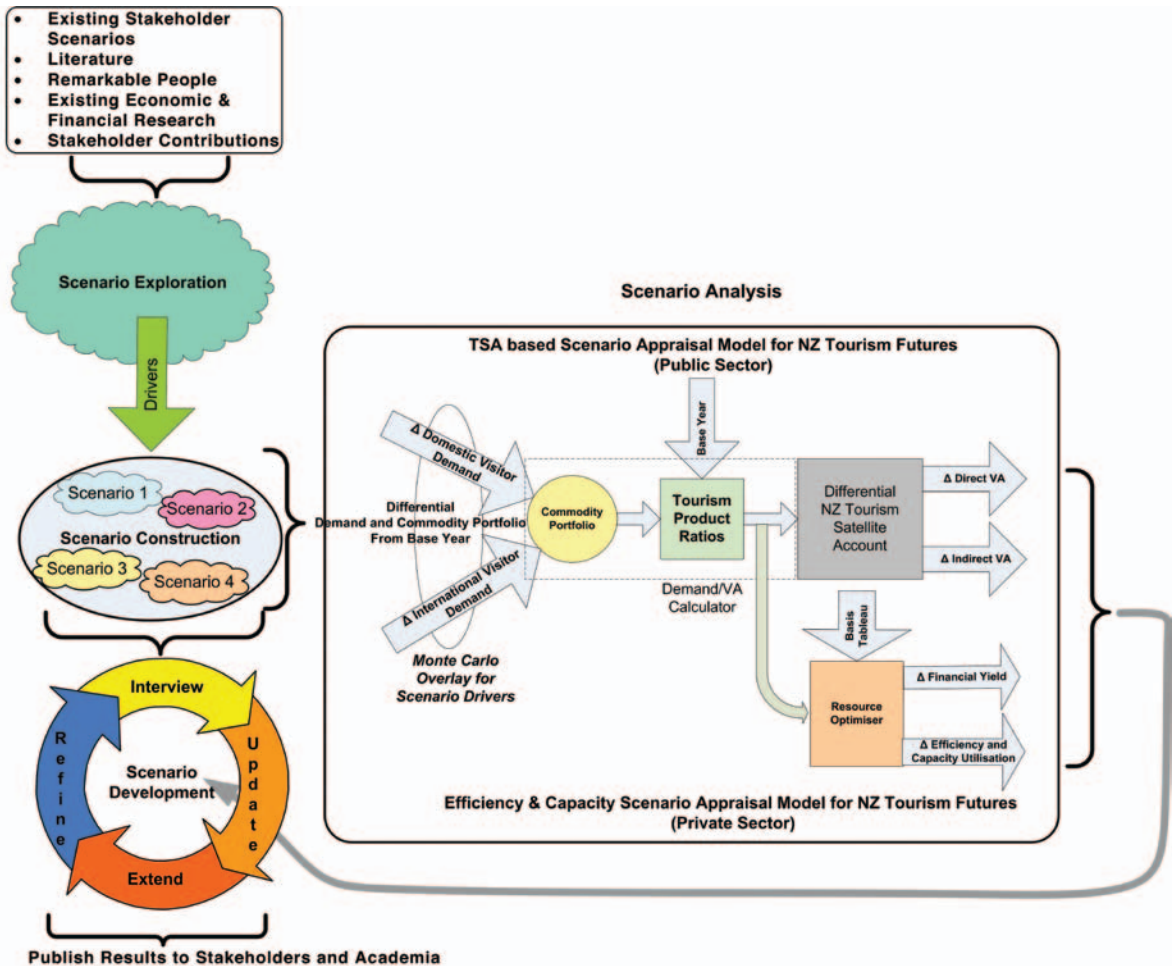 • Existing Stakeholder
Scenarios
• Literature
• Remarkable People
• Existing Economic &
Financial Research
• Stakeholder Contributions
Scenario Exploration
Drivers
Scenario 1
Scenario 2
Scenario Construction
Scenario 3
Scenario 4
Interview
Update
Extend
Refine
Scenario
Development
Publish Results to Stakeholders and Academia
Scenario Analysis
TSA based Scenario Appraisal Model for NZ Tourism Futures
(Public Sector)
Δ Domestic Visitor
Demand
Differential
Demand and Commodity Portfolio
From Base Year
Δ International Visitor
Demand
Monte Carlo
Overlay for
Scenario Drivers
Commodity
Portfolio
Base Year
Tourism
Product
Ratios
Demand/VA
Calculator
Differential
NZ Tourism
Satellite
Account
Δ Direct VA
Δ Indirect VA
Basis
Tableau
Resource
Optimiser
Δ Financial Yield
Δ Efficiency and
Capacity Utilisation
Efficiency & Capacity Scenario Appraisal Model for NZ Tourism Futures
(Private Sector)